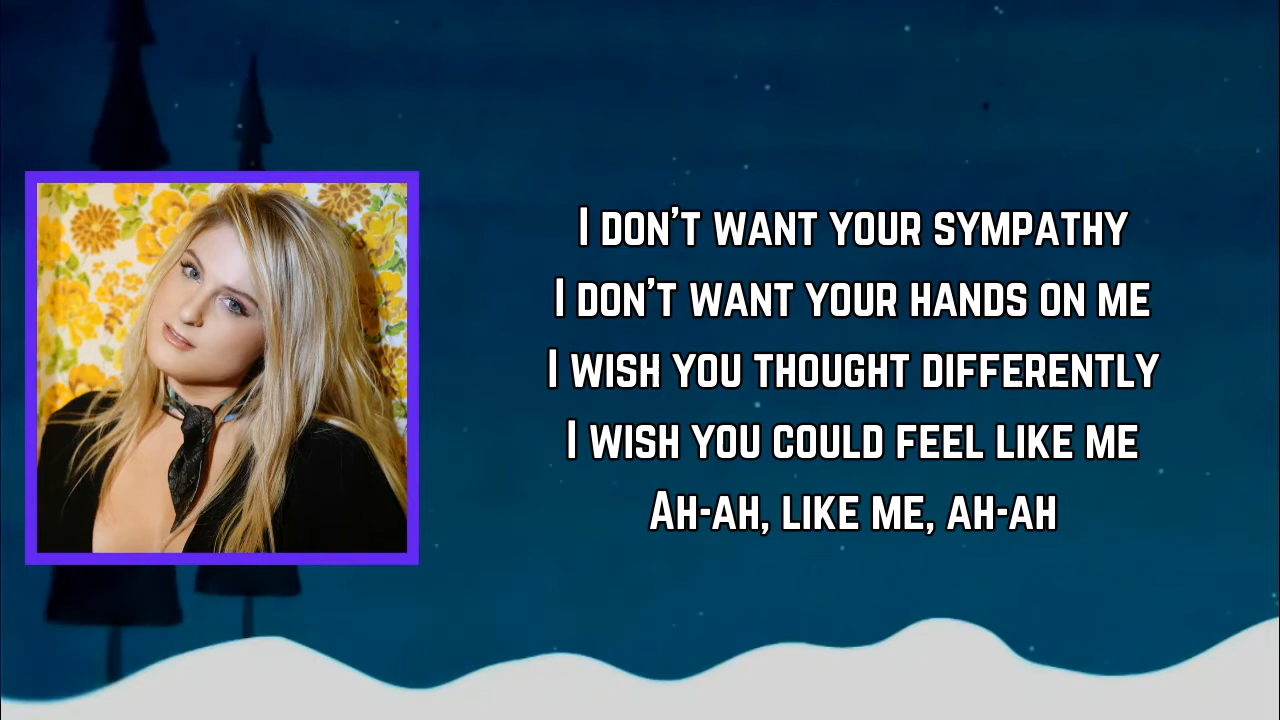 I DON'T WANT YOUR SYMPATHY
I DON'T WANT YOUR HANDS ON ME
I WISH YOU THOUGHT DIFFERENTLY
I WISH YOU COULD FEEL LIKE ME
AH-AH, LIKE ME, AH-AH